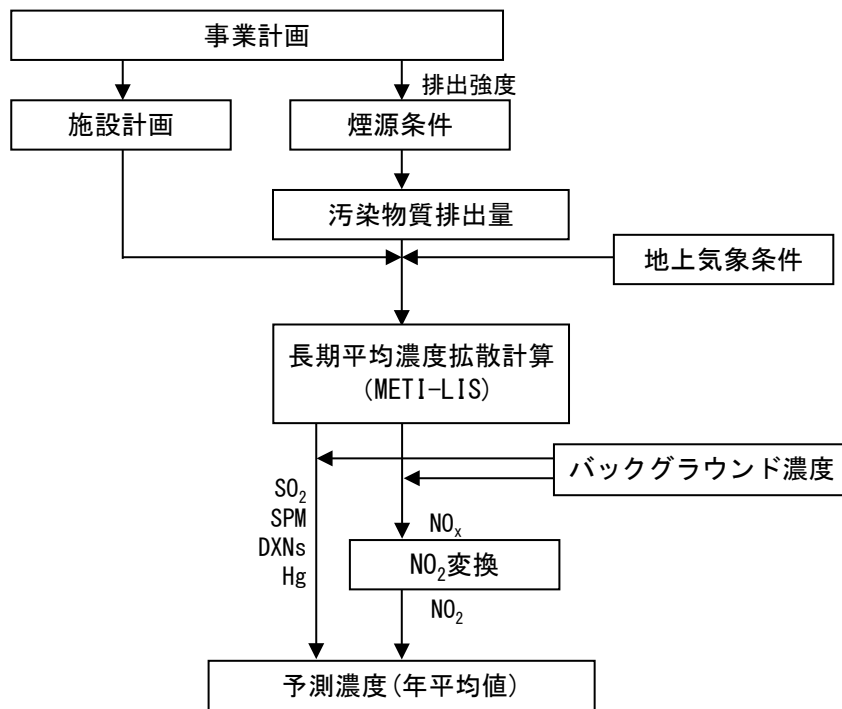 事業計画
排出強度
施設計画
煙源条件
汚染物質排出量
地上気象条件
長期平均濃度拡散計算
(METI-LIS)
バックグラウンド濃度
SO₂
SPM
DXNs
Hg
NOₓ
NO₂変換
NO₂
予測濃度(年平均値)